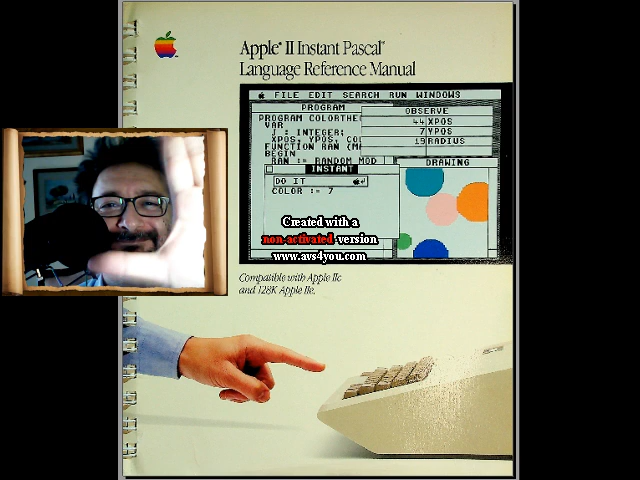 Apple® II Instant Pascal™
Language Reference Manual
FILE EDIT SEARCH RUN WINDOWS
PROGRAM
PROGRAM COLORTHE
VAR
J : INTEGER;
XPOS, YPOS, CO
FUNCTION RAN (MA
BEGIN
RAN := RANDOM MOD
OBSERVE
44 XPOS
7 YPOS
19 RADIUS
INSTANT
DO IT
COLOR := 7
DRAWING
Created with a
non-activated version
www.avs4you.com
Compatible with Apple IIc
and 128K Apple IIe.